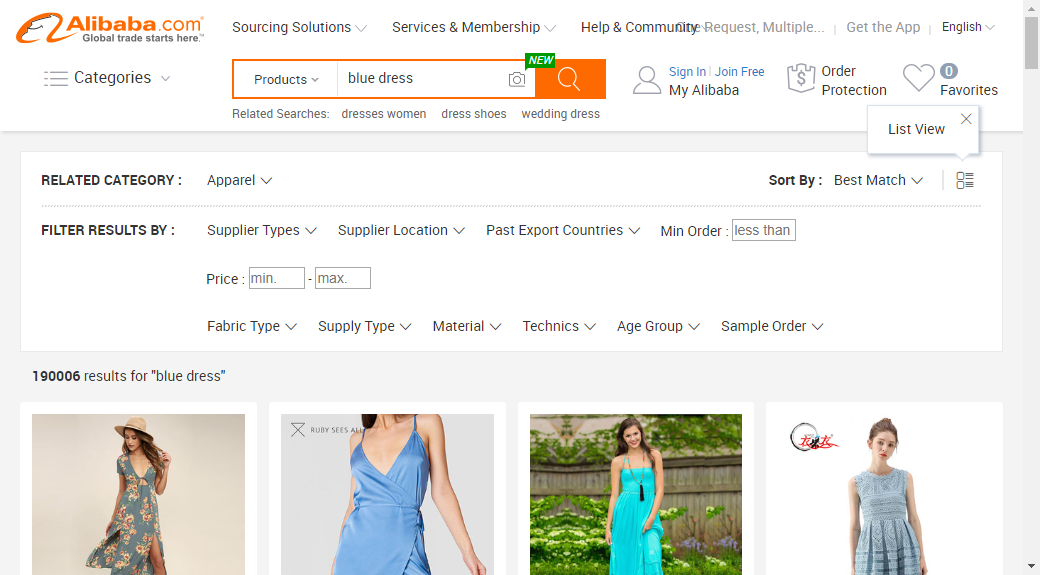 Alibaba.com
Global trade starts here.™
Sourcing Solutions
Services & Membership
Help & Community
One Request, Multiple...
Get the App
English
Categories
Products
blue dress
NEW
Sign In | Join Free
My Alibaba
Order
Protection
0
Favorites
Related Searches: dresses women dress shoes wedding dress
List View
RELATED CATEGORY :
Apparel
Sort By :
Best Match
FILTER RESULTS BY :
Supplier Types
Supplier Location
Past Export Countries
Min Order :
less than
Price :
min.
-
max.
Fabric Type
Supply Type
Material
Technics
Age Group
Sample Order
190006 results for "blue dress"
RUBY SEES ALL